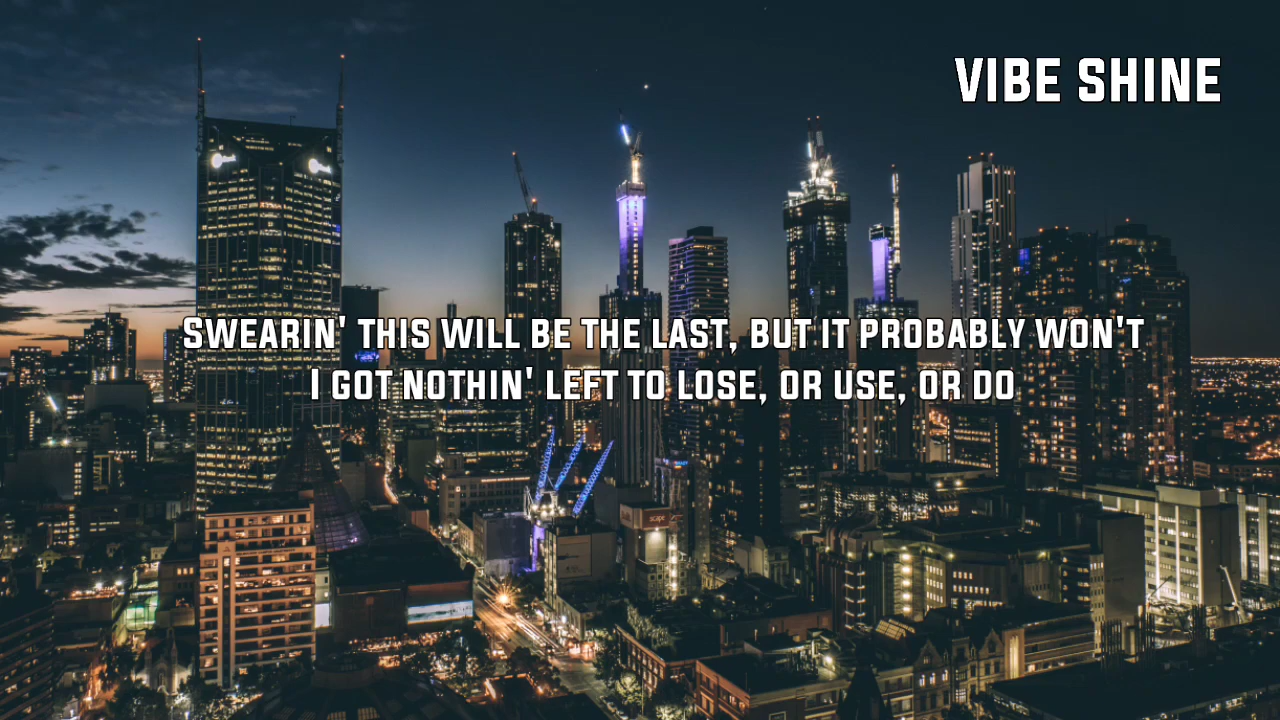 VIBE SHINE
SWEARIN' THIS WILL BE THE LAST, BUT IT PROBABLY WON'T
I GOT NOTHIN' LEFT TO LOSE, OR USE, OR DO
scape